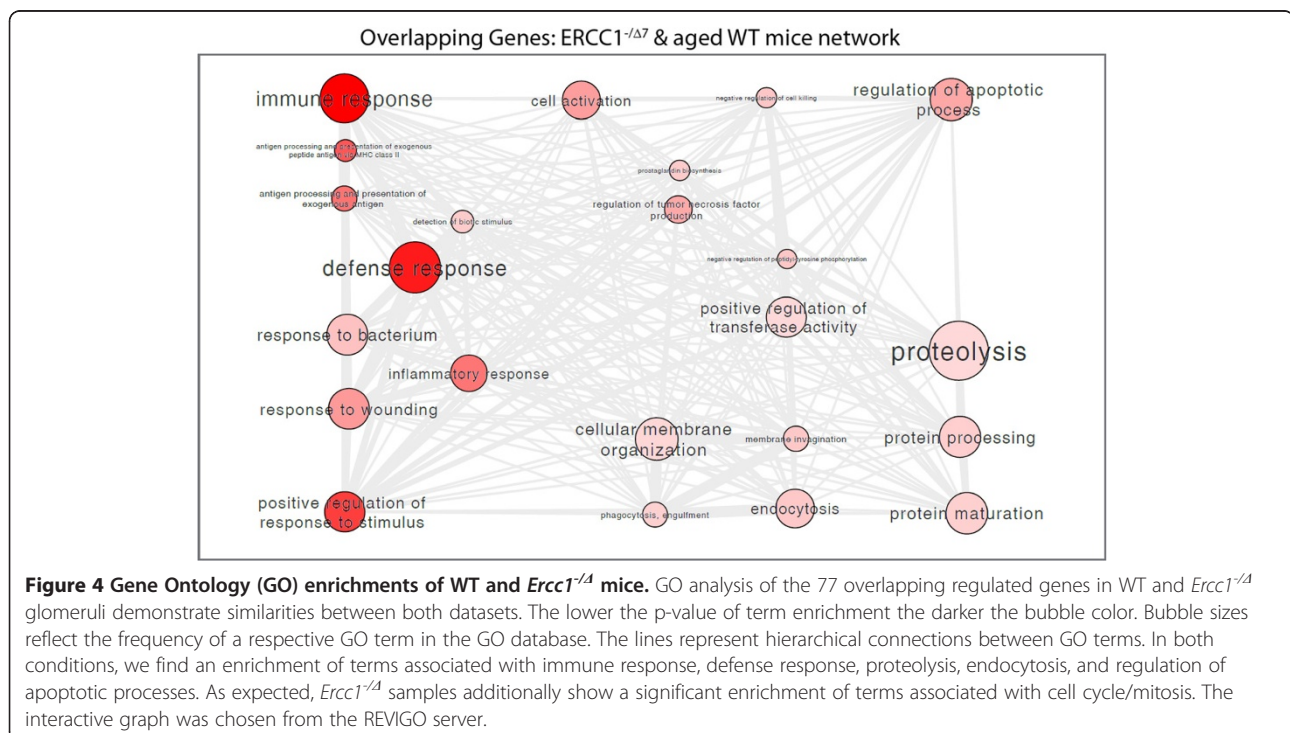 Overlapping Genes: ERCC1-/Δ7 & aged WT mice network
immune response
cell activation
negative regulation of cell killing
regulation of apoptotic
process
antigen processing and presentation of exogenous
peptide antigen via MHC class II
prostaglandin biosynthesis
antigen processing and presentation of
exogenous antigen
regulation of tumor necrosis factor
production
detection of biotic stimulus
defense response
negative regulation of peptidyl-tyrosine phosphorylation
positive regulation of
transferase activity
response to bacterium
proteolysis
inflammatory response
response to wounding
cellular membrane
organization
membrane invagination
protein processing
positive regulation of
response to stimulus
phagocytosis, engulfment
endocytosis
protein maturation
Figure 4 Gene Ontology (GO) enrichments of WT and Ercc1-/Δ mice. GO analysis of the 77 overlapping regulated genes in WT and Ercc1-/Δ
glomeruli demonstrate similarities between both datasets. The lower the p-value of term enrichment the darker the bubble color. Bubble sizes
reflect the frequency of a respective GO term in the GO database. The lines represent hierarchical connections between GO terms. In both
conditions, we find an enrichment of terms associated with immune response, defense response, proteolysis, endocytosis, and regulation of
apoptotic processes. As expected, Ercc1-/Δ samples additionally show a significant enrichment of terms associated with cell cycle/mitosis. The
interactive graph was chosen from the REVIGO server.